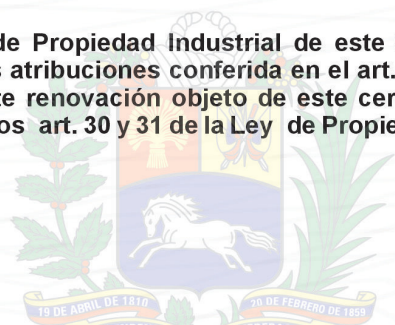 de Propiedad Industrial de este
s atribuciones conferida en el art.
te renovación objeto de este cer
os art. 30 y 31 de la Ley de Propie
19 DE ABRIL DE 1810
20 DE FEBRERO DE 1859